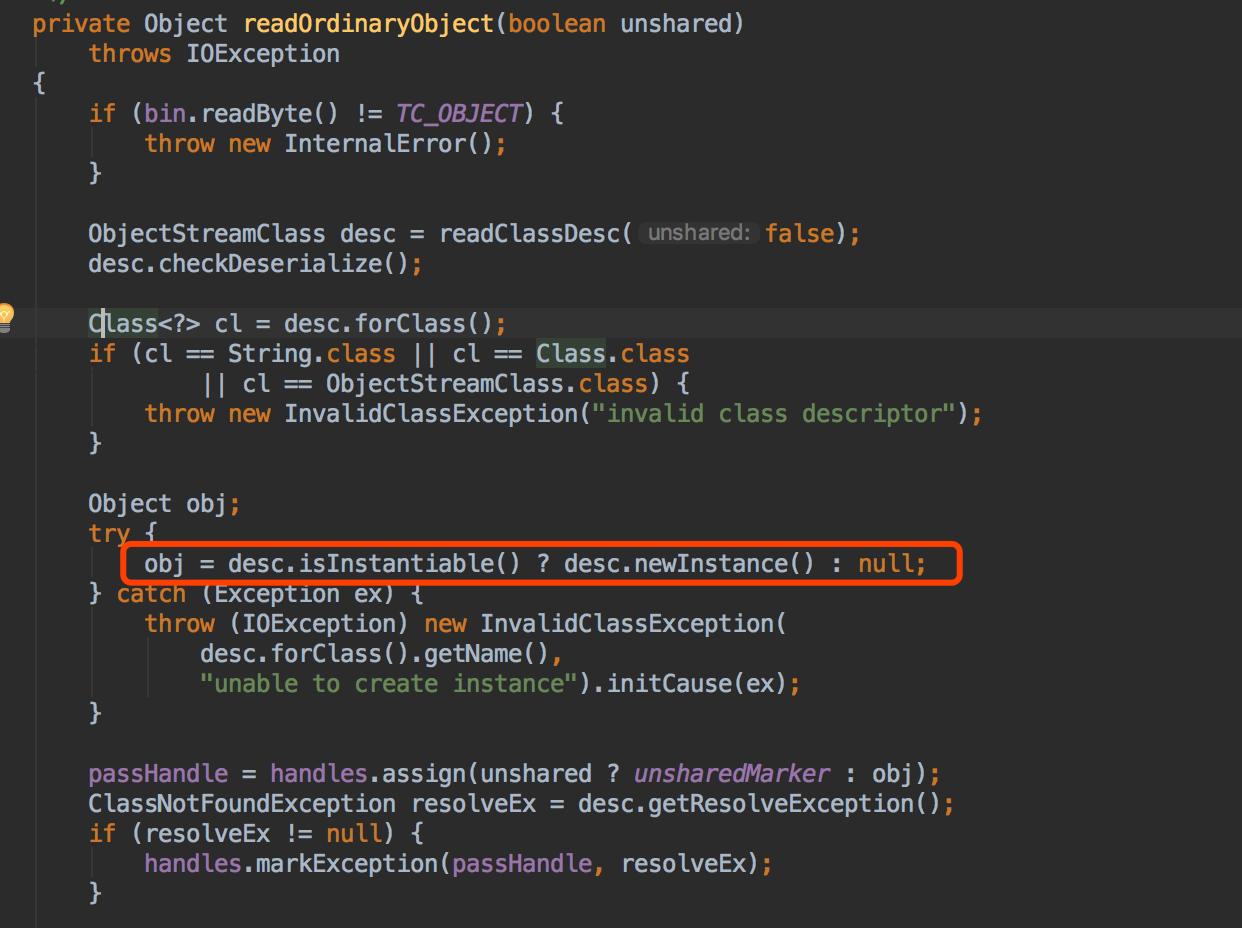 private Object readOrdinaryObject(boolean unshared)
    throws IOException
{
    if (bin.readByte() != TC_OBJECT) {
        throw new InternalError();
    }

    ObjectStreamClass desc = readClassDesc( unshared: false);
    desc.checkDeserialize();

    Class<?> cl = desc.forClass();
    if (cl == String.class || cl == Class.class
            || cl == ObjectStreamClass.class) {
        throw new InvalidClassException("invalid class descriptor");
    }

    Object obj;
    try {
        obj = desc.isInstantiable() ? desc.newInstance() : null;
    } catch (Exception ex) {
        throw (IOException) new InvalidClassException(
            desc.forClass().getName(),
            "unable to create instance").initCause(ex);
    }

    passHandle = handles.assign(unshared ? unsharedMarker : obj);
    ClassNotFoundException resolveEx = desc.getResolveException();
    if (resolveEx != null) {
        handles.markException(passHandle, resolveEx);
    }